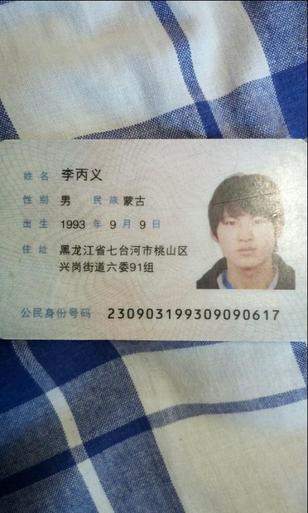 姓名 李丙义
性别 男 民族 蒙古
出生 1993 年 9 月 9 日
住址 黑龙江省七台河市桃山区
兴岗街道六委91组
公民身份号码 230903199309090617